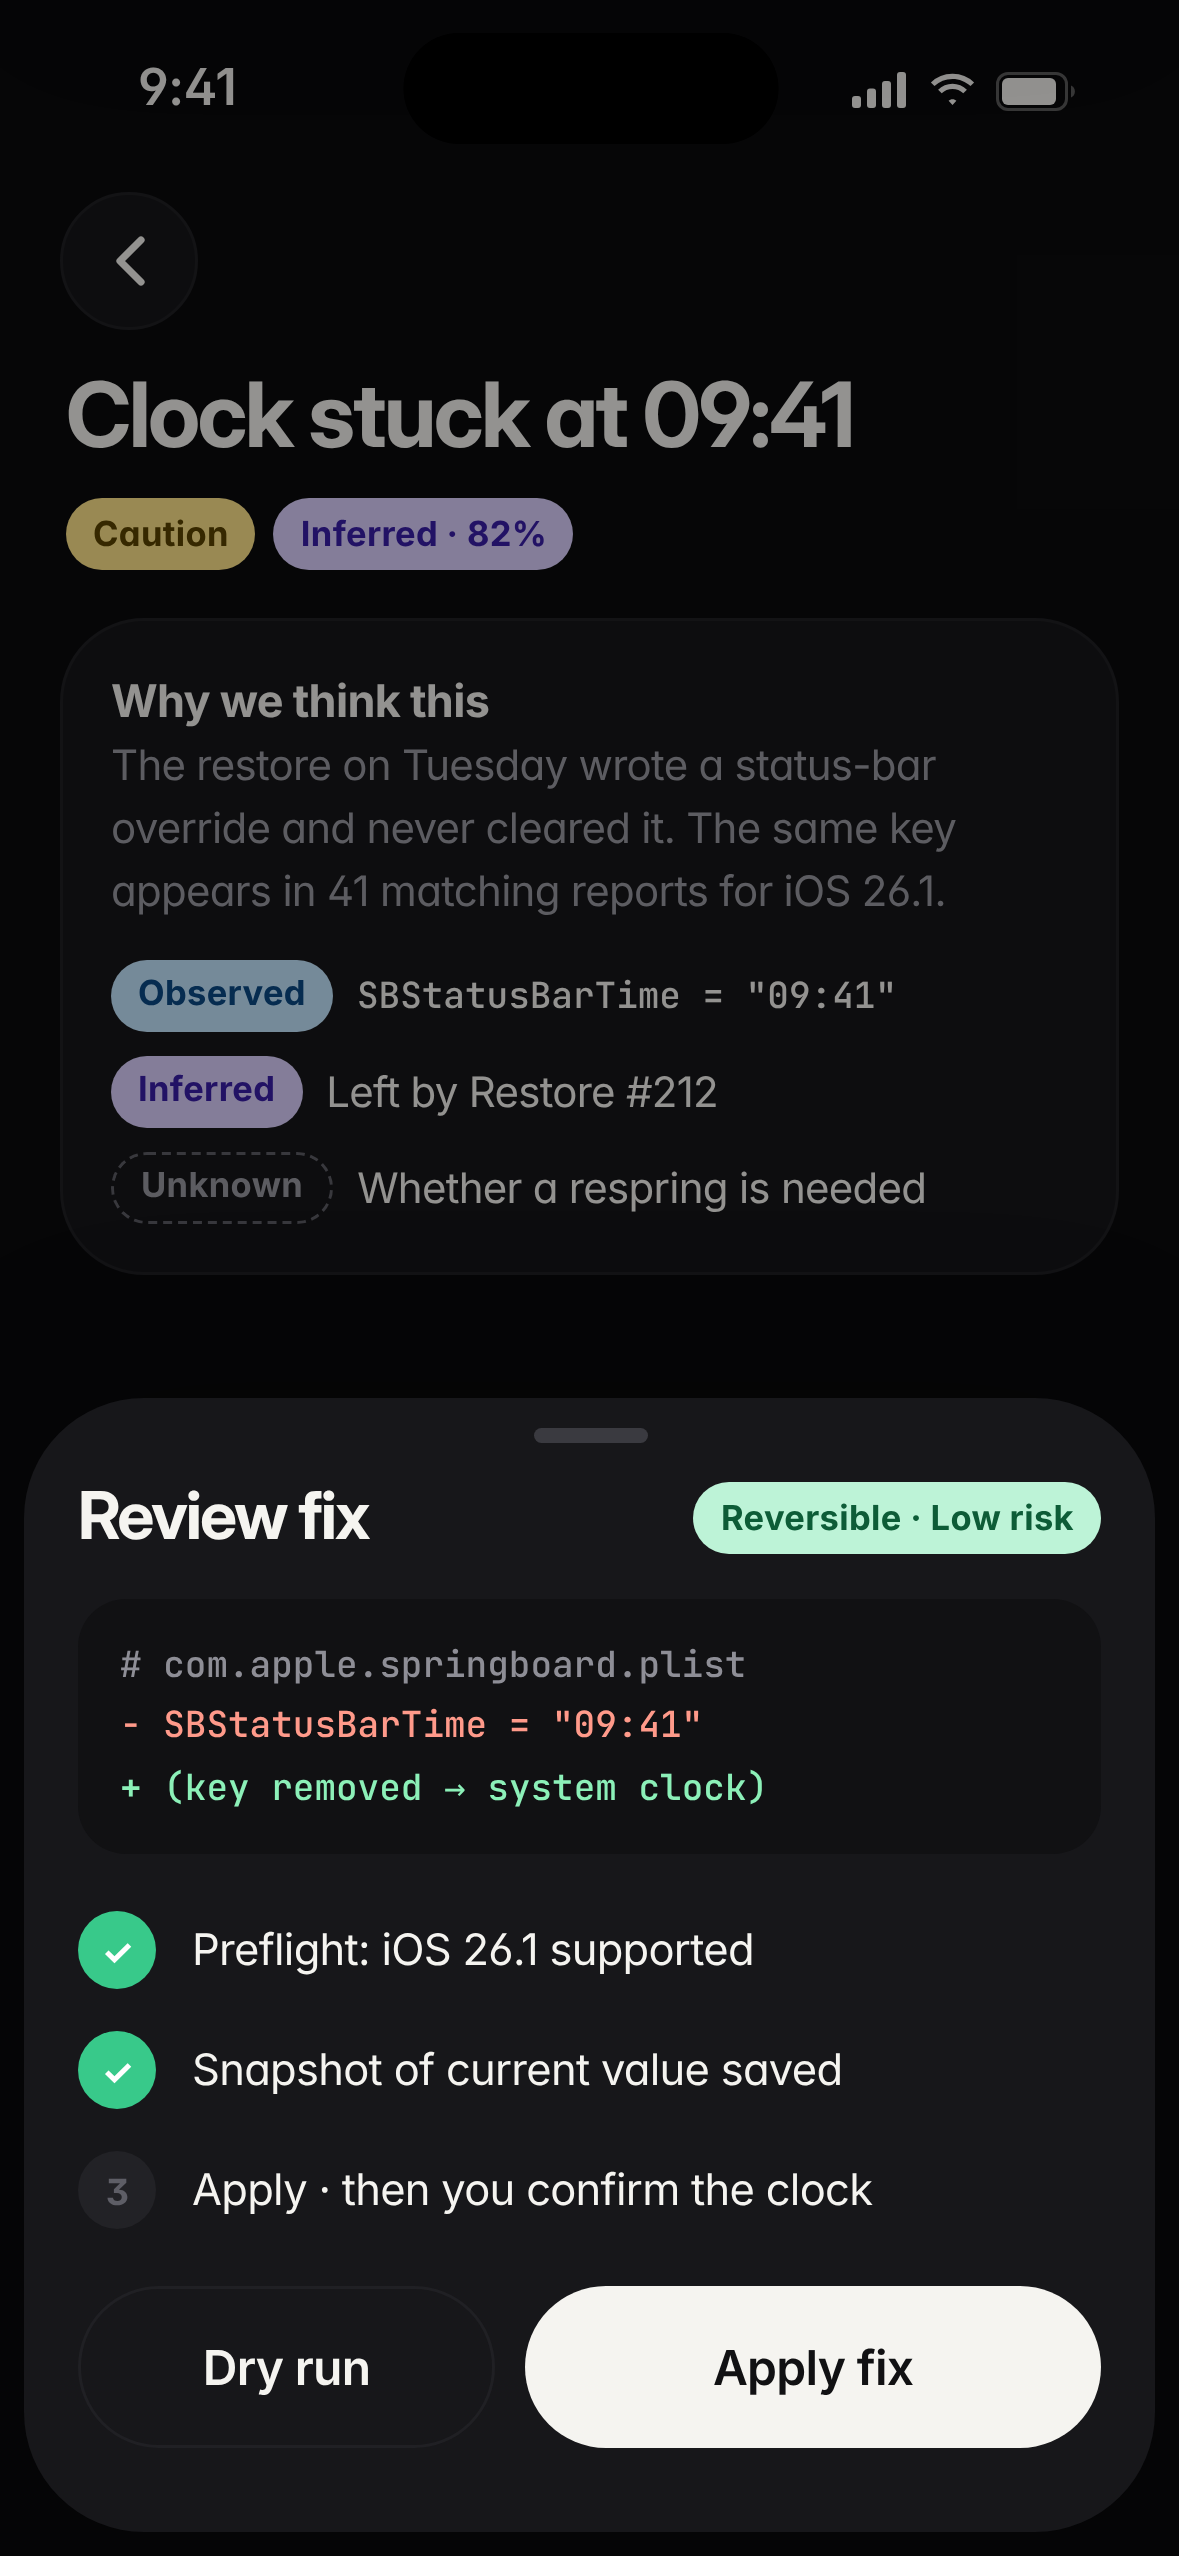 9:41
Clock stuck at 09:41
Caution
Inferred · 82%
Why we think this
The restore on Tuesday wrote a status-bar
override and never cleared it. The same key
appears in 41 matching reports for iOS 26.1.
Observed SBStatusBarTime = "09:41"
Inferred Left by Restore #212
Unknown Whether a respring is needed
Review fix
Reversible · Low risk
# com.apple.springboard.plist
- SBStatusBarTime = "09:41"
+ (key removed → system clock)
Preflight: iOS 26.1 supported
Snapshot of current value saved
3 Apply · then you confirm the clock
Dry run
Apply fix